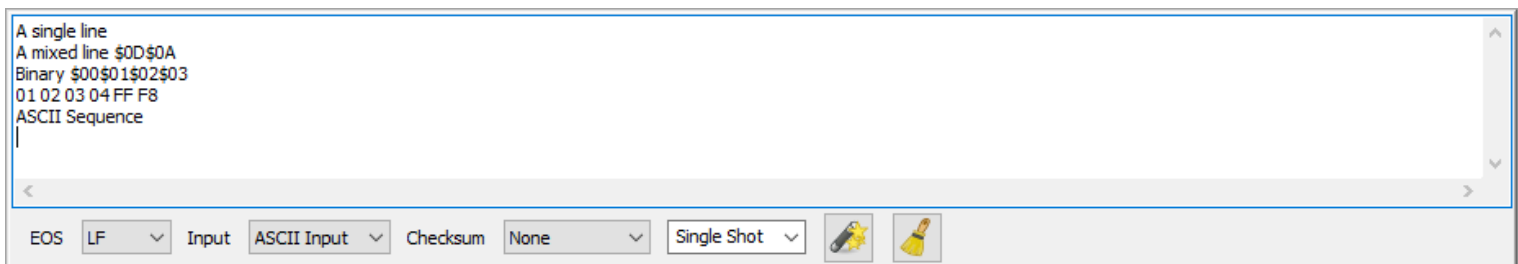 A single line
A mixed line $0D$0A
Binary $00$01$02$03
01 02 03 04 FF F8
ASCII Sequence
EOS LF Input ASCII Input Checksum None Single Shot